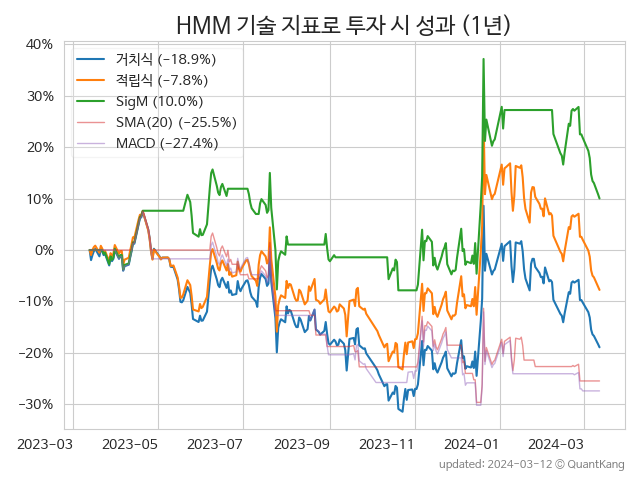 HMM 기술 지표로 투자 시 성과 (1년)
40%
30%
20%
10%
0%
−10%
−20%
−30%
거치식 (-18.9%)
적립식 (-7.8%)
SigM (10.0%)
SMA(20) (-25.5%)
MACD (-27.4%)
2023-03 2023-05 2023-07 2023-09 2023-11 2024-01 2024-03
updated: 2024-03-12 © QuantKang